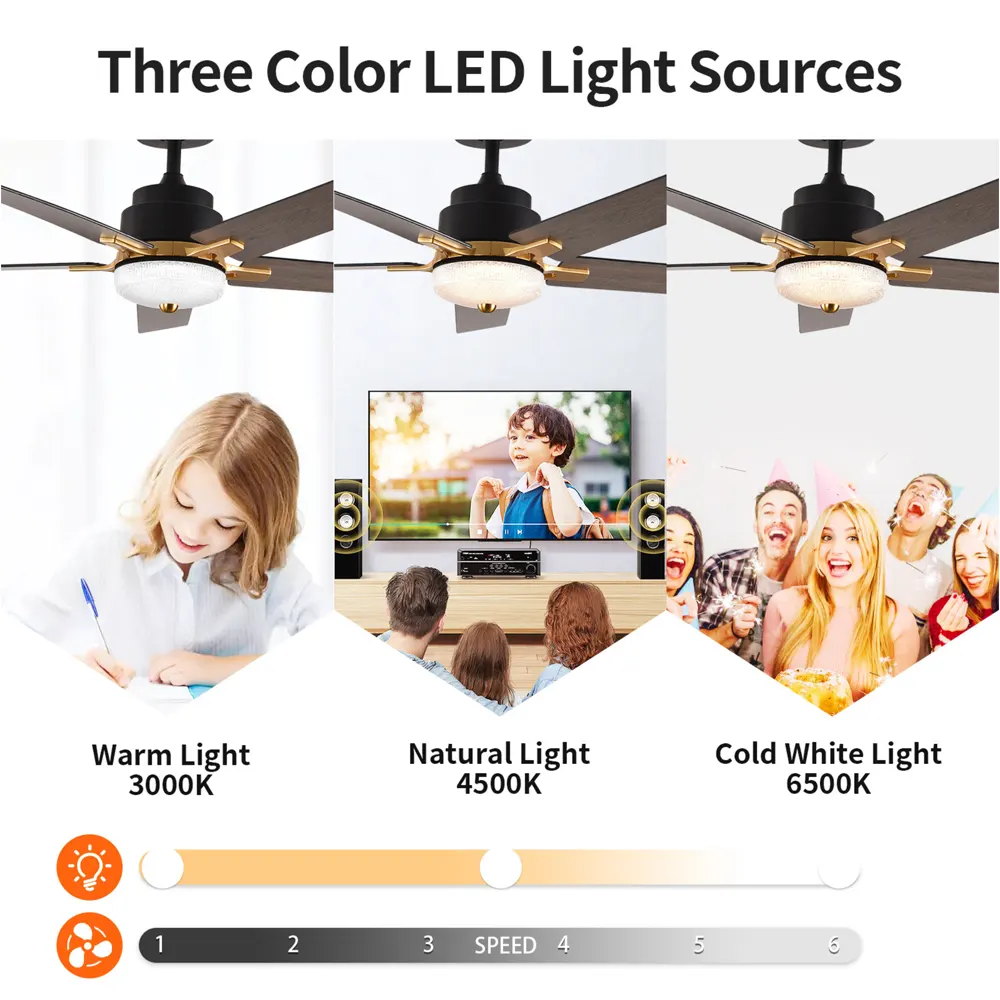 Three Color LED Light Sources
Warm Light
3000K
Natural Light
4500K
Cold White Light
6500K
1 2 3 SPEED 4 5 6